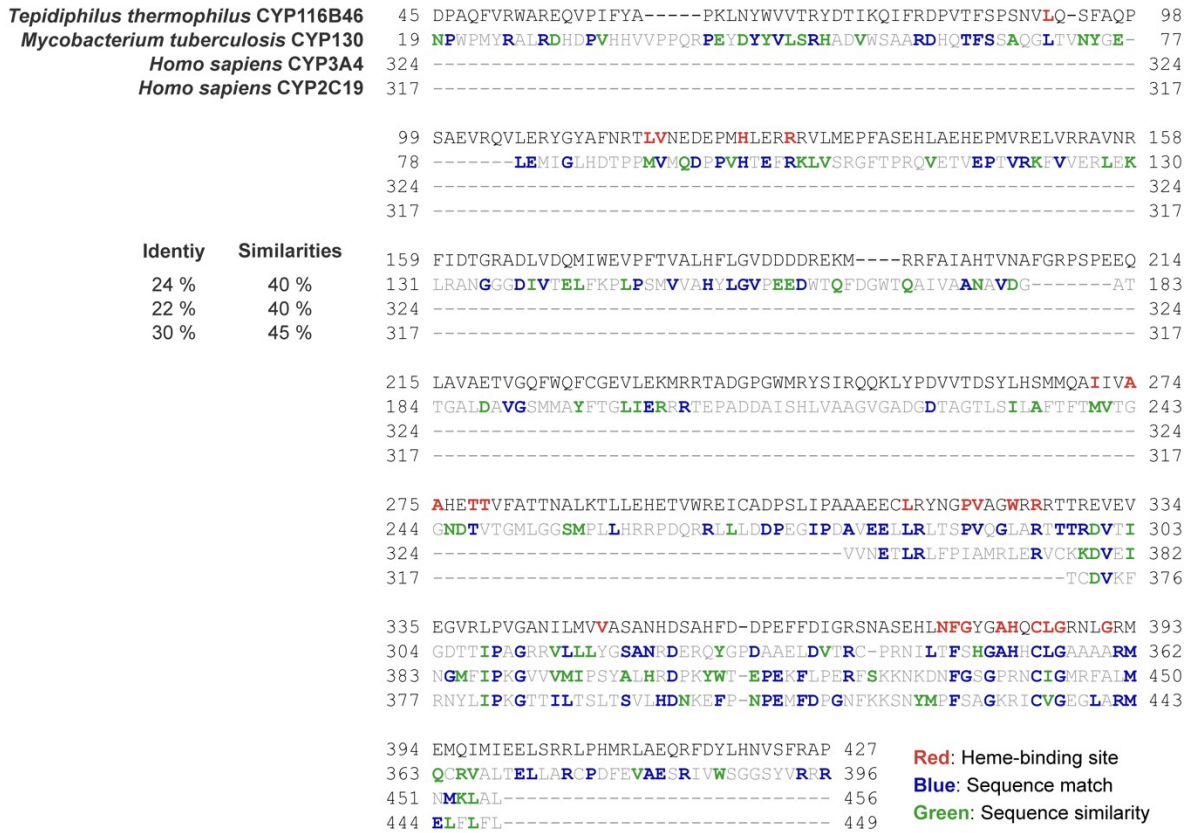 Tepidiphilus thermophilus CYP116B46 45 DPAQFVRWAREQVPIFYA-----PKLNYWVVTRYDTIKQIFRDPVTFSPSNVLQ-SFAQP 98
Mycobacterium tuberculosis CYP130 19 NPWPMYRALRDHDPVHHVVPPQRPEYDYYVLSRHADVWSAARDHQTFSSAQGLTVNYGE- 77
Homo sapiens CYP3A4 324 ------------------------------------------------------------ 324
Homo sapiens CYP2C19 317 ------------------------------------------------------------ 317
99 SAEVRQVLERYGYAFNRTLVNEDEPMHLERRRVLMEPFASEHLAEHEPMVRELVRRAVNR 158
78 -------LEMIGLHDTPPMVMQDPPVHTEFRKLVSRGFTPRQVETVEPTVRKFVVERLEK 130
324 ------------------------------------------------------------ 324
317 ------------------------------------------------------------ 317
Identiy Similarities
24 % 40 %
22 % 40 %
30 % 45 %
159 FIDTGRADLVDQMIWEVPFTVALHFLGVDDDDREKM----RRFAIAHTVNAFGRPSPEEQ 214
131 LRANGGGDIVTELFKPLPSMVVAHYLGVPEEDWTQFDGWTQAIVAANAVDG-------AT 183
324 ------------------------------------------------------------ 324
317 ------------------------------------------------------------ 317
215 LAVAETVGQFWQFCGEVLEKMRRTADGPGWMRYSIRQQKLYPDVVTDSYLHSMMQAIIVA 274
184 TGALDAVGSMMAYFTGLIERRRTEPADDAISHLVAAGVGADGDTAGTLSILAFTFTMVTG 243
324 ------------------------------------------------------------ 324
317 ------------------------------------------------------------ 317
275 AHETTVFATTNALKTLLEHETVWREICADPSLIPAAAEECLRYNGPVAGWRRRTTREVEV 334
244 GNDTVTGMLGGSMPLLHRRPDQRRLLLDDPEGIPDAVEELLRLTSPVQGLARTTTRDVTI 303
324 -----------------------------------VVNETLRLFPIAMRLERVCKKDVEI 382
317 ------------------------------------------------------TCDVKF 376
335 EGVRLPVGANILMVVASANHDSAHFD-DPEFFDIGRSNASEHLNFGYGAHQCLGRNLGRM 393
304 GDTTIPAGRRVLLLYGSANRDERQYGPDAAELDVTRC-PRNILTFSHGAHHCLGAAAARM 362
383 NGMFIPKGVVVMIPSYALHRDPKYWT-EPEKFLPERFSKKNKDNFGSGPRNCIGMRFALM 450
377 RNYLIPKGTTILTSLTSVLHDNKEFP-NPEMFDPGNFKKSNYMPFSAGKRICVGEGLARM 443
394 EMQIMIEELSRRLPHMRLAEQRFDYLHNVSFRAP 427
363 QCRVALTELLARCPDFEVAESRIVWSGGSYVRRR 396
451 NMKLAL---------------------------- 456
444 ELFLFL---------------------------- 449
Red: Heme-binding site
Blue: Sequence match
Green: Sequence similarity